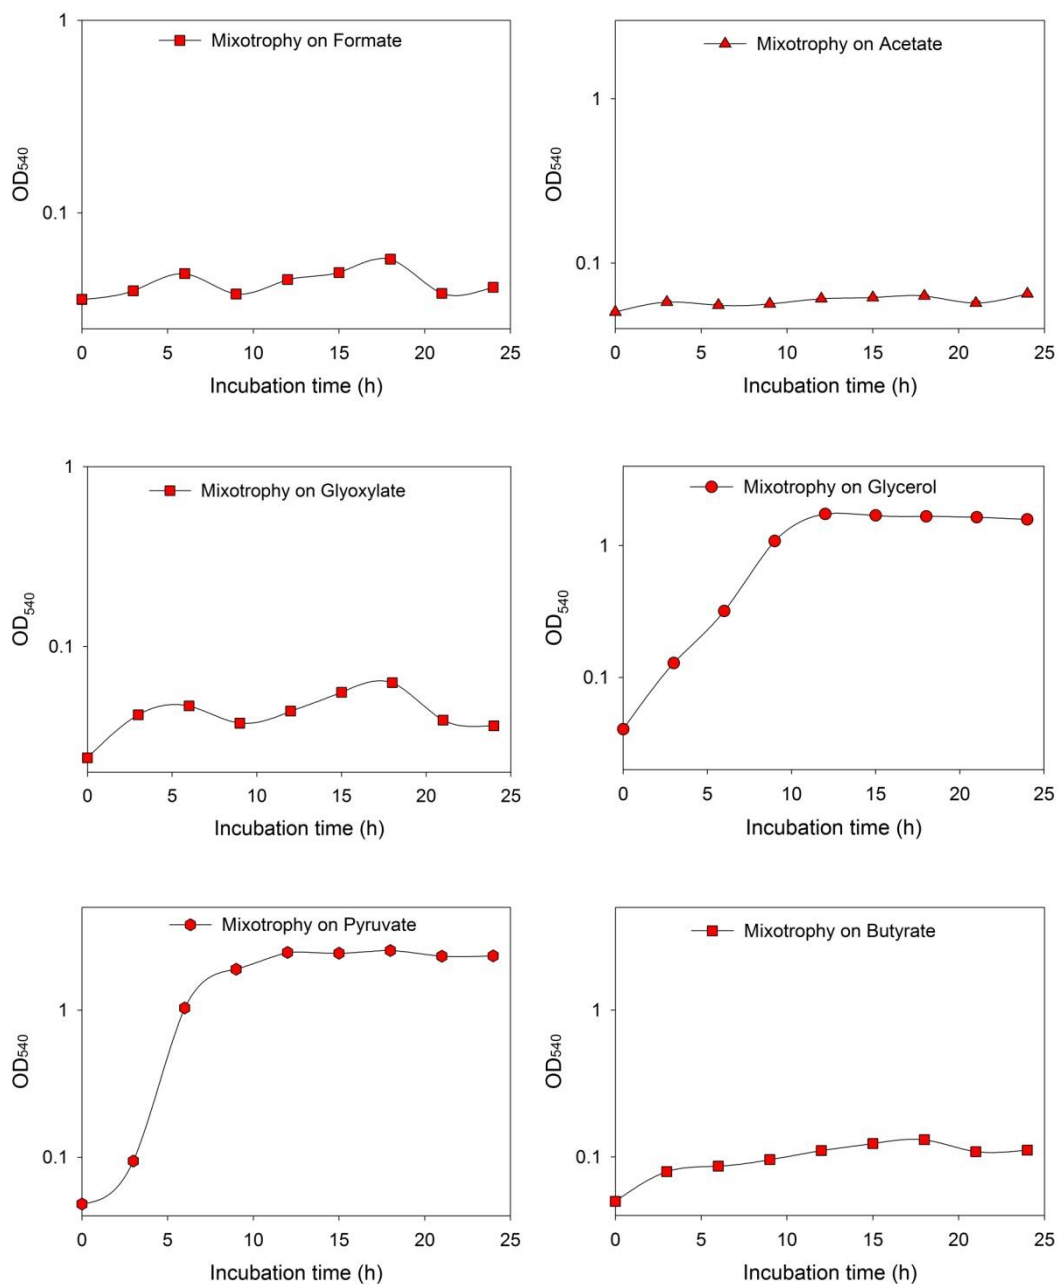 Mixotrophy on Formate
1
0.1
OD540
0 5 10 15 20 25
Incubation time (h)
Mixotrophy on Acetate
1
0.1
OD540
0 5 10 15 20 25
Incubation time (h)
Mixotrophy on Glyoxylate
1
0.1
OD540
0 5 10 15 20 25
Incubation time (h)
Mixotrophy on Glycerol
1
0.1
OD540
0 5 10 15 20 25
Incubation time (h)
Mixotrophy on Pyruvate
1
0.1
OD540
0 5 10 15 20 25
Incubation time (h)
Mixotrophy on Butyrate
1
0.1
OD540
0 5 10 15 20 25
Incubation time (h)